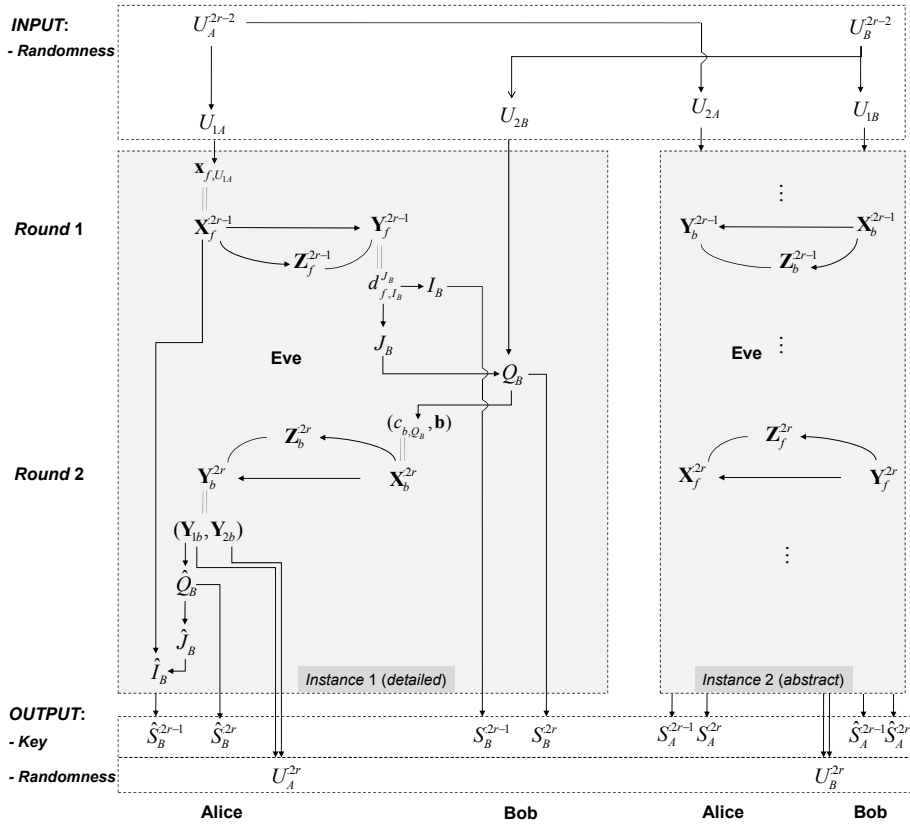 INPUT:
- Randomness
U_A^{:2r-2} U_B^{:2r-2}
U_{1A} U_{2B} U_{2A} U_{1B}
x_{f,U_{1A}}
⋮
Round 1
X_f^{:2r-1} Y_f^{:2r-1} Y_b^{:2r-1} X_b^{:2r-1}
Z_f^{:2r-1} Z_b^{:2r-1}
d_{f,I_B}^{J_B} I_B
J_B
Eve Eve ⋮
Q_B
(c_{b,Q_B}, b)
Z_b^{:2r} Z_f^{:2r}
Round 2
Y_b^{:2r} X_b^{:2r} X_f^{:2r} Y_f^{:2r}
(Y_{1b}, Y_{2b})
⋮
Q̂_B
Ĵ_B
Î_B
Instance 1 (detailed) Instance 2 (abstract)
OUTPUT:
- Key
Ŝ_B^{:2r-1} Ŝ_B^{:2r} S_B^{:2r-1} S_B^{:2r} S_A^{:2r-1} S_A^{:2r} Ŝ_A^{:2r-1} Ŝ_A^{:2r}
- Randomness
U_A^{:2r} U_B^{:2r}
Alice Bob Alice Bob